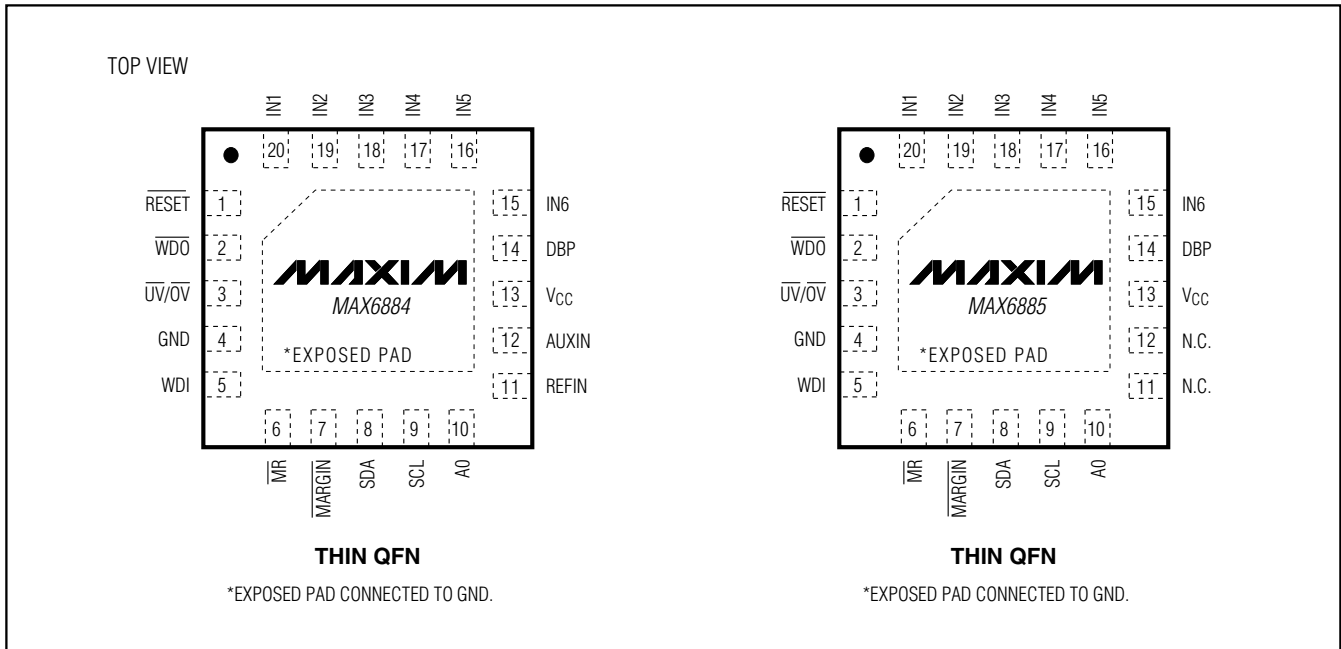 TOP VIEW
IN1 IN2 IN3 IN4 IN5
20 19 18 17 16
RESET 1
WDO 2
UV/OV 3
GND 4
WDI 5
15 IN6
14 DBP
13 VCC
12 AUXIN
11 REFIN
MAXIM
MAX6884
*EXPOSED PAD
6 7 8 9 10
MR MARGIN SDA SCL A0
THIN QFN
*EXPOSED PAD CONNECTED TO GND.
IN1 IN2 IN3 IN4 IN5
20 19 18 17 16
RESET 1
WDO 2
UV/OV 3
GND 4
WDI 5
15 IN6
14 DBP
13 VCC
12 N.C.
11 N.C.
MAXIM
MAX6885
*EXPOSED PAD
6 7 8 9 10
MR MARGIN SDA SCL A0
THIN QFN
*EXPOSED PAD CONNECTED TO GND.